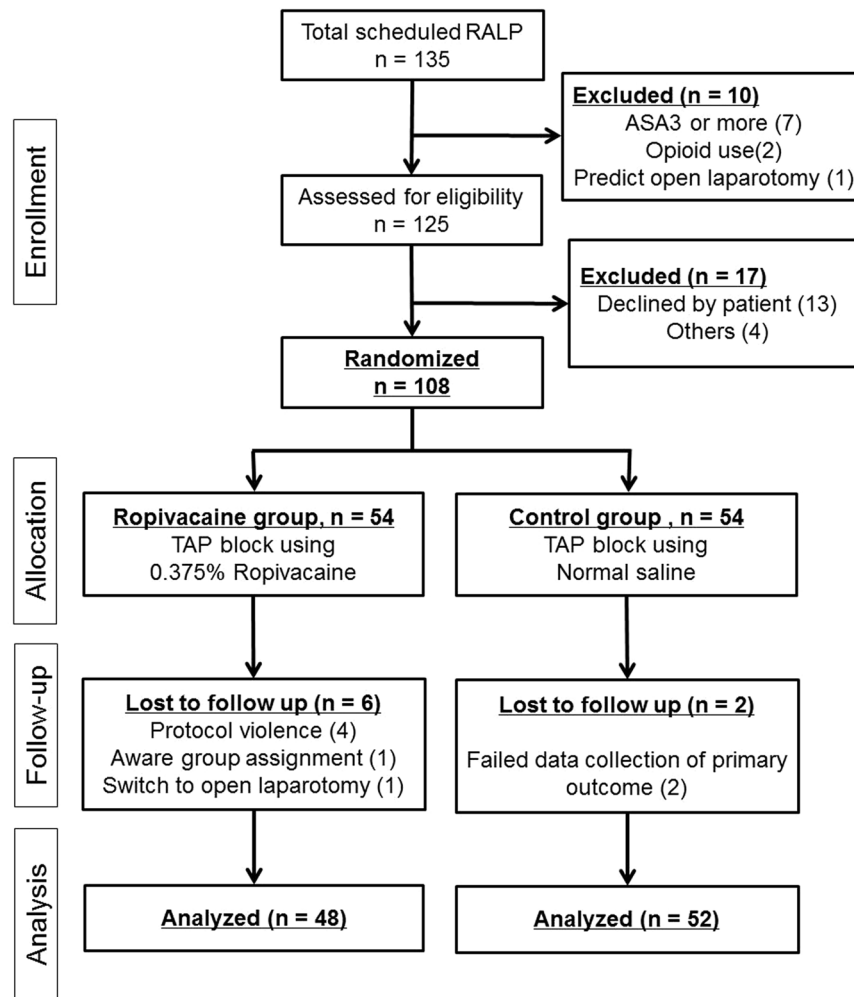 Total scheduled RALP
n = 135
Excluded (n = 10)
ASA3 or more (7)
Opioid use(2)
Predict open laparotomy (1)
Enrollment
Assessed for eligibility
n = 125
Excluded (n = 17)
Declined by patient (13)
Others (4)
Randomized
n = 108
Allocation
Ropivacaine group, n = 54
TAP block using
0.375% Ropivacaine
Control group , n = 54
TAP block using
Normal saline
Follow-up
Lost to follow up (n = 6)
Protocol violence (4)
Aware group assignment (1)
Switch to open laparotomy (1)
Lost to follow up (n = 2)
Failed data collection of primary
outcome (2)
Analysis
Analyzed (n = 48)
Analyzed (n = 52)